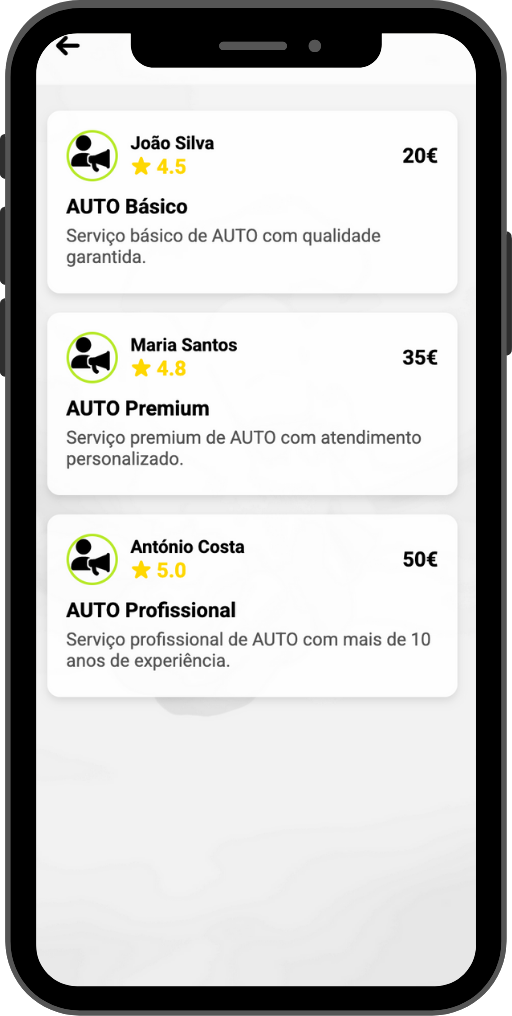 João Silva
4.5
20€
AUTO Básico
Serviço básico de AUTO com qualidade
garantida.
Maria Santos
4.8
35€
AUTO Premium
Serviço premium de AUTO com atendimento
personalizado.
António Costa
5.0
50€
AUTO Profissional
Serviço profissional de AUTO com mais de 10
anos de experiência.